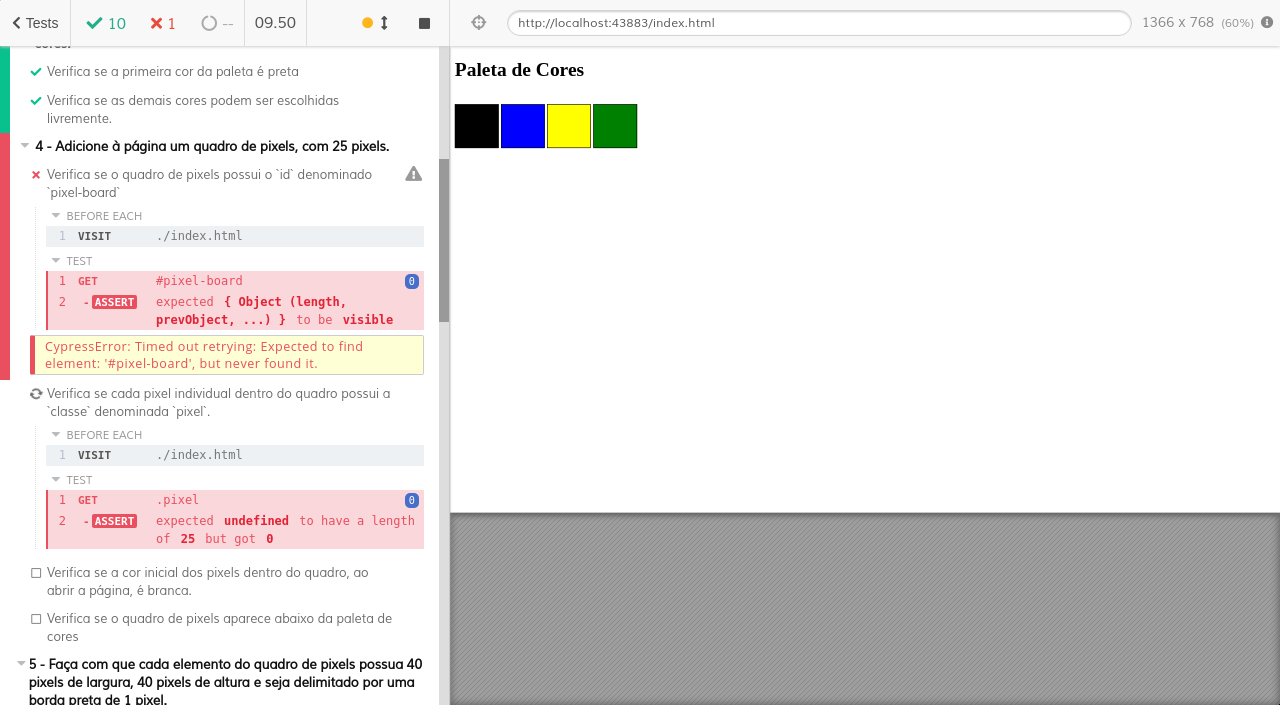 Tests 10 1 -- 09.50 http://localhost:43883/index.html 1366 x 768 (60%)
cores.
Verifica se a primeira cor da paleta é preta
Verifica se as demais cores podem ser escolhidas
livremente.
4 - Adicione à página um quadro de pixels, com 25 pixels.
Verifica se o quadro de pixels possui o `id` denominado
`pixel-board`
BEFORE EACH
1 VISIT ./index.html
TEST
1 GET #pixel-board 0
2 -ASSERT expected { Object (length,
prevObject, ...) } to be visible
CypressError: Timed out retrying: Expected to find
element: '#pixel-board', but never found it.
Verifica se cada pixel individual dentro do quadro possui a
`classe` denominada `pixel`.
BEFORE EACH
1 VISIT ./index.html
TEST
1 GET .pixel 0
2 -ASSERT expected undefined to have a length
of 25 but got 0
Verifica se a cor inicial dos pixels dentro do quadro, ao
abrir a página, é branca.
Verifica se o quadro de pixels aparece abaixo da paleta de
cores
5 - Faça com que cada elemento do quadro de pixels possua 40
pixels de largura, 40 pixels de altura e seja delimitado por uma
borda preta de 1 pixel.
Paleta de Cores